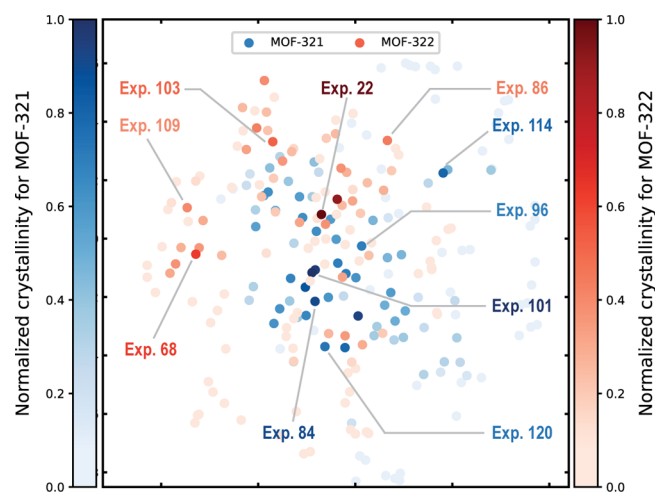 MOF-321 MOF-322
Exp. 103
Exp. 22
Exp. 86
Exp. 109
Exp. 114
Exp. 96
Exp. 101
Exp. 68
Exp. 84
Exp. 120
Normalized crystallinity for MOF-321
1.0
0.8
0.6
0.4
0.2
0.0
1.0
0.8
0.6
0.4
0.2
0.0
Normalized crystallinity for MOF-322